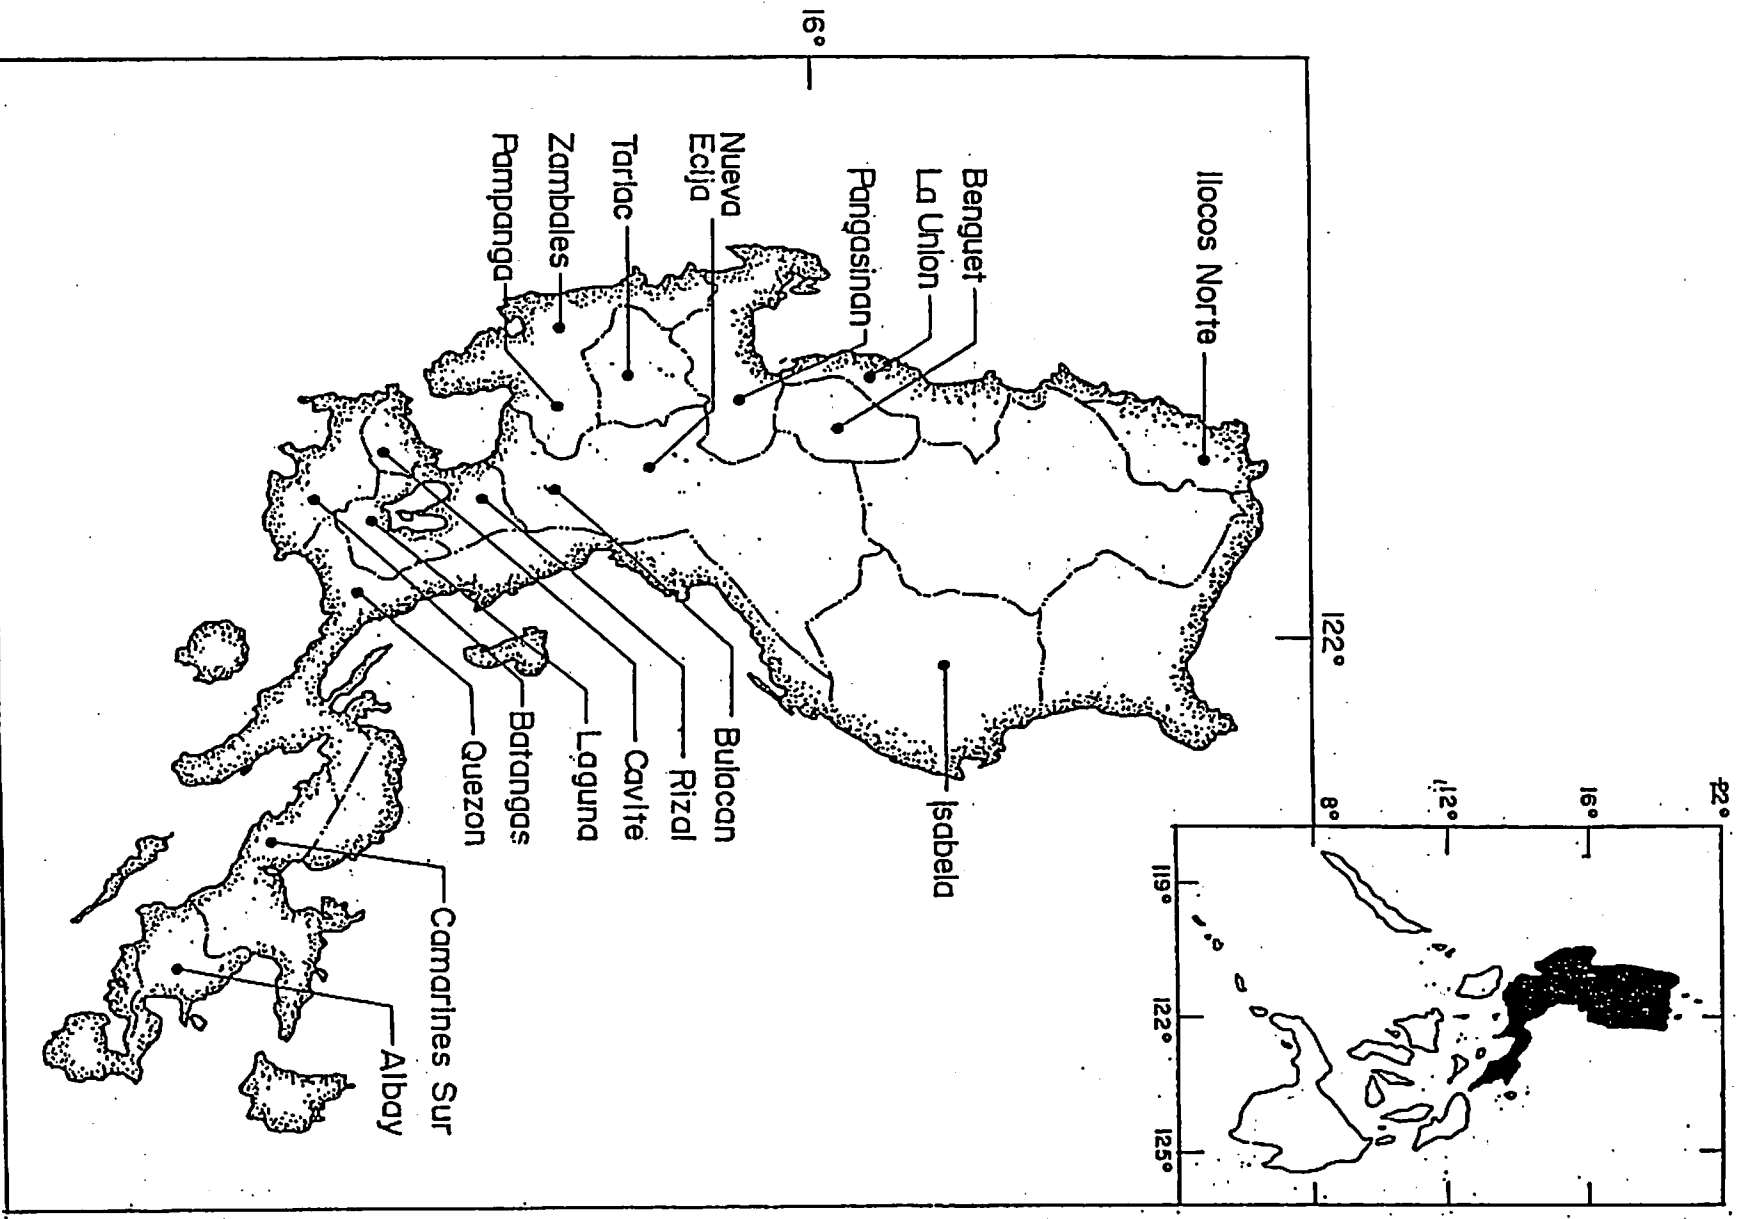 16°
122°
Ilocos Norte
Benguet
La Union
Pangasinan
Nueva
Ecija
Tarlac
Zambales
Pampanga
Isabela
Bulacan
Rizal
Cavite
Laguna
Batangas
Quezon
Camarines Sur
Albay
22°
16°
12°
8°
119°
122°
125°